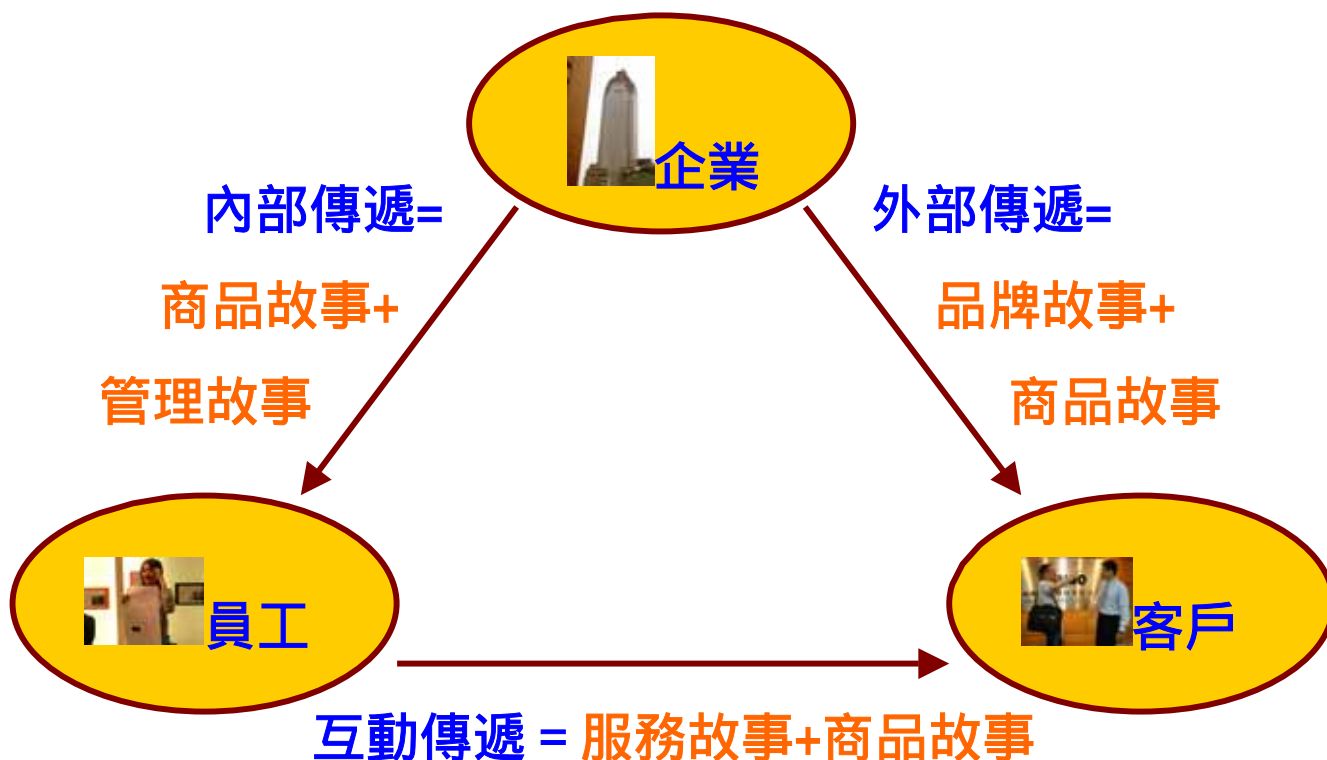 企業
內部傳遞=
外部傳遞=
商品故事+
品牌故事+
管理故事
商品故事
員工
客戶
互動傳遞 = 服務故事+商品故事